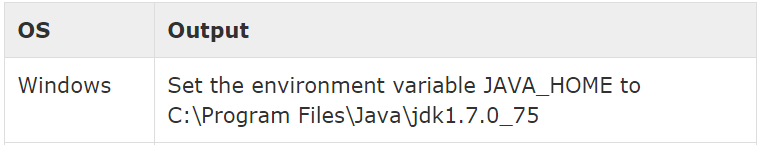 OS Output
Windows Set the environment variable JAVA_HOME to
C:\Program Files\Java\jdk1.7.0_75